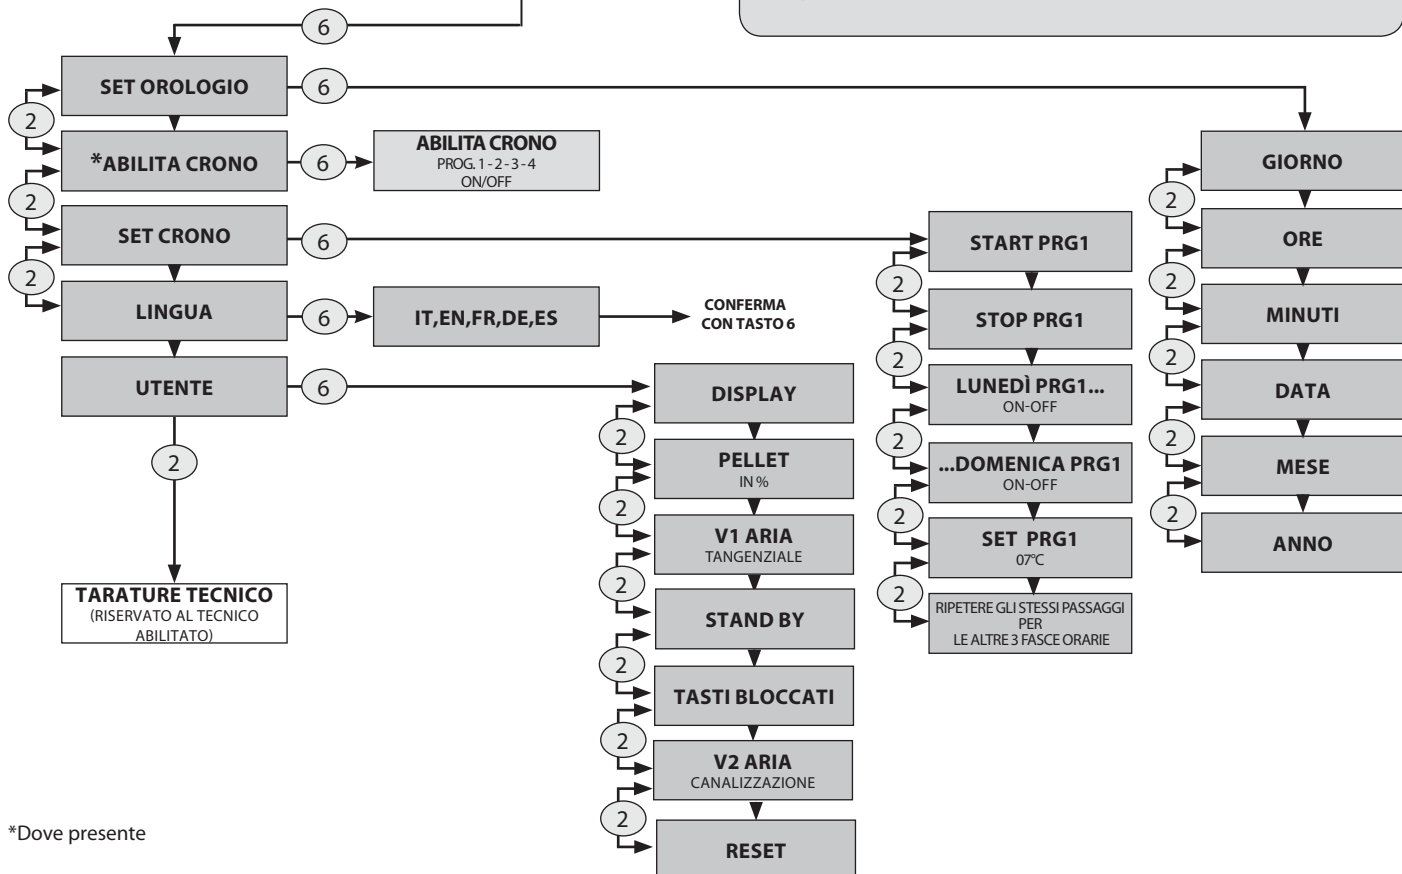 6
SET OROLOGIO
6
2
*ABILITA CRONO
6
ABILITA CRONO
PROG. 1 - 2 - 3 - 4
ON/OFF
2
SET CRONO
6
2
LINGUA
6
IT,EN,FR,DE,ES
CONFERMA
CON TASTO 6
UTENTE
6
2
TARATURE TECNICO
(RISERVATO AL TECNICO
ABILITATO)
DISPLAY
2
PELLET
IN %
2
V1 ARIA
TANGENZIALE
2
STAND BY
2
TASTI BLOCCATI
2
V2 ARIA
CANALIZZAZIONE
2
RESET
START PRG1
2
STOP PRG1
2
LUNEDÌ PRG1...
ON-OFF
2
...DOMENICA PRG1
ON-OFF
2
SET PRG1
07°C
2
RIPETERE GLI STESSI PASSAGGI
PER
LE ALTRE 3 FASCE ORARIE
GIORNO
2
ORE
2
MINUTI
2
DATA
2
MESE
2
ANNO
*Dove presente